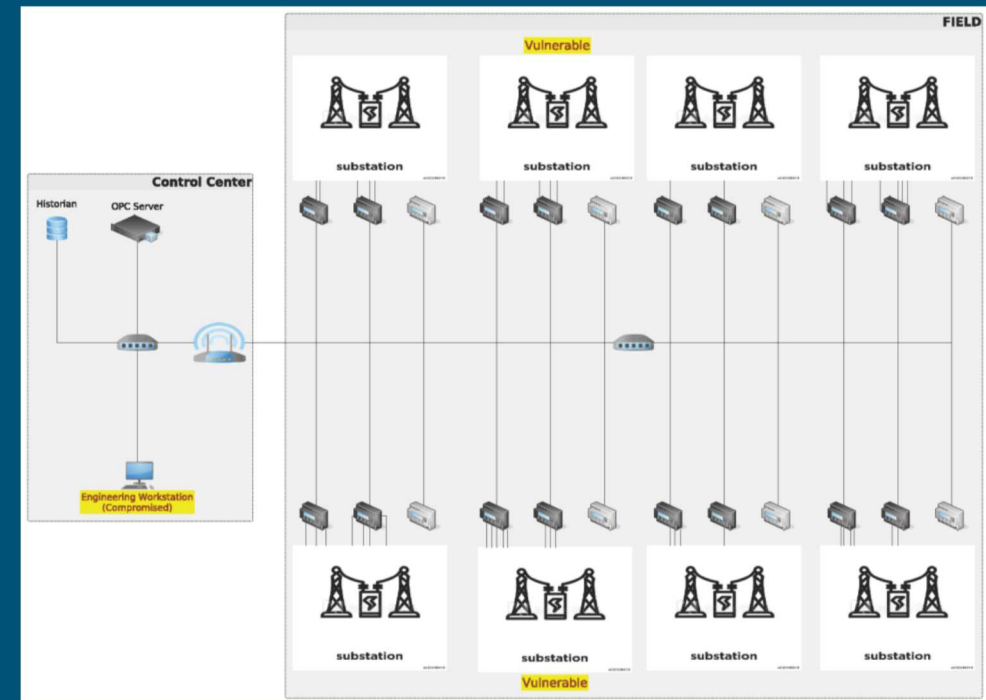 FIELD
Vulnerable
substation
substation
substation
substation
Control Center
Historian
OPC Server
Engineering Workstation
(Compromised)
substation
substation
substation
substation
Vulnerable